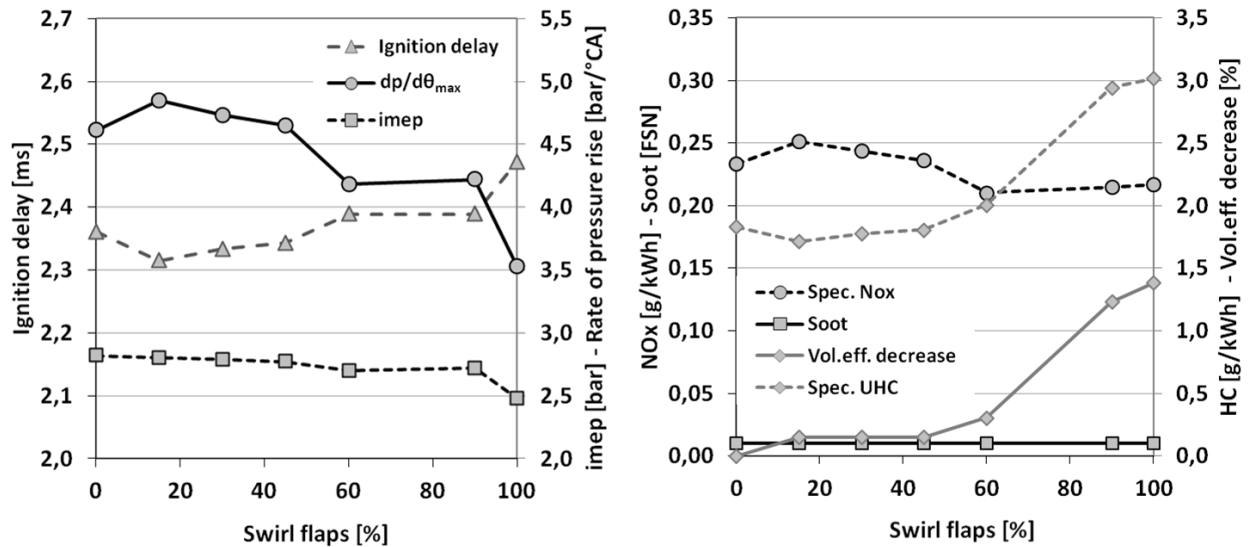 2,7
2,6
2,5
2,4
2,3
2,2
2,1
2,0
Ignition delay [ms]
5,5
5,0
4,5
4,0
3,5
3,0
2,5
2,0
imep [bar] - Rate of pressure rise [bar/°CA]
Ignition delay
dp/dθmax
imep
0 20 40 60 80 100
Swirl flaps [%]
0,35
0,30
0,25
0,20
0,15
0,10
0,05
0,00
NOx [g/kWh] - Soot [FSN]
3,5
3,0
2,5
2,0
1,5
1,0
0,5
0,0
HC [g/kWh] - Vol.eff. decrease [%]
Spec. Nox
Soot
Vol.eff. decrease
Spec. UHC
0 20 40 60 80 100
Swirl flaps [%]